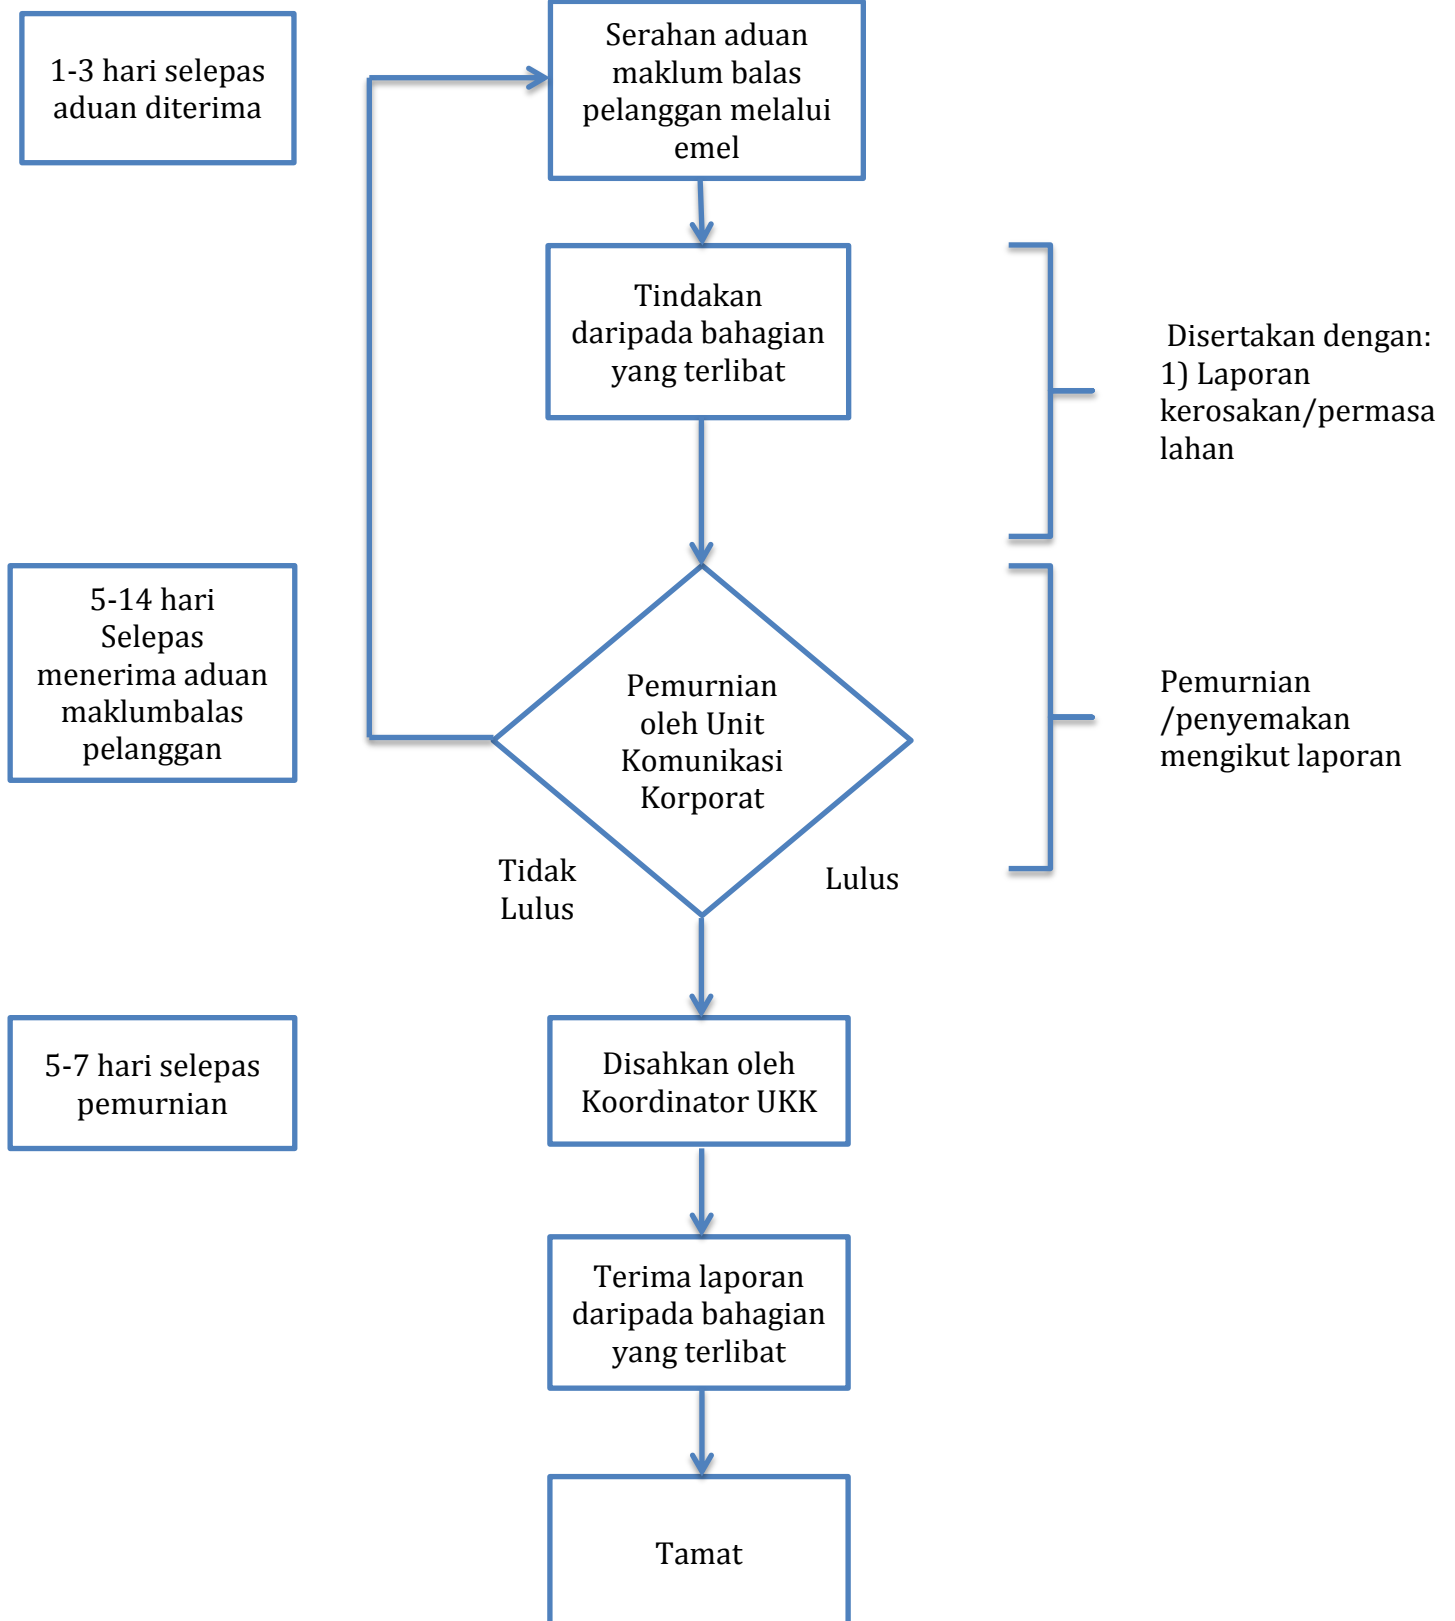 1-3 hari selepas
aduan diterima
Serahan aduan
maklum balas
pelanggan melalui
emel
Tindakan
daripada bahagian
yang terlibat
Disertakan dengan:
1) Laporan
kerosakan/permasa
lahan
5-14 hari
Selepas
menerima aduan
maklumbalas
pelanggan
Pemurnian
oleh Unit
Komunikasi
Korporat
Pemurnian
/penyemakan
mengikut laporan
Tidak
Lulus
Lulus
5-7 hari selepas
pemurnian
Disahkan oleh
Koordinator UKK
Terima laporan
daripada bahagian
yang terlibat
Tamat